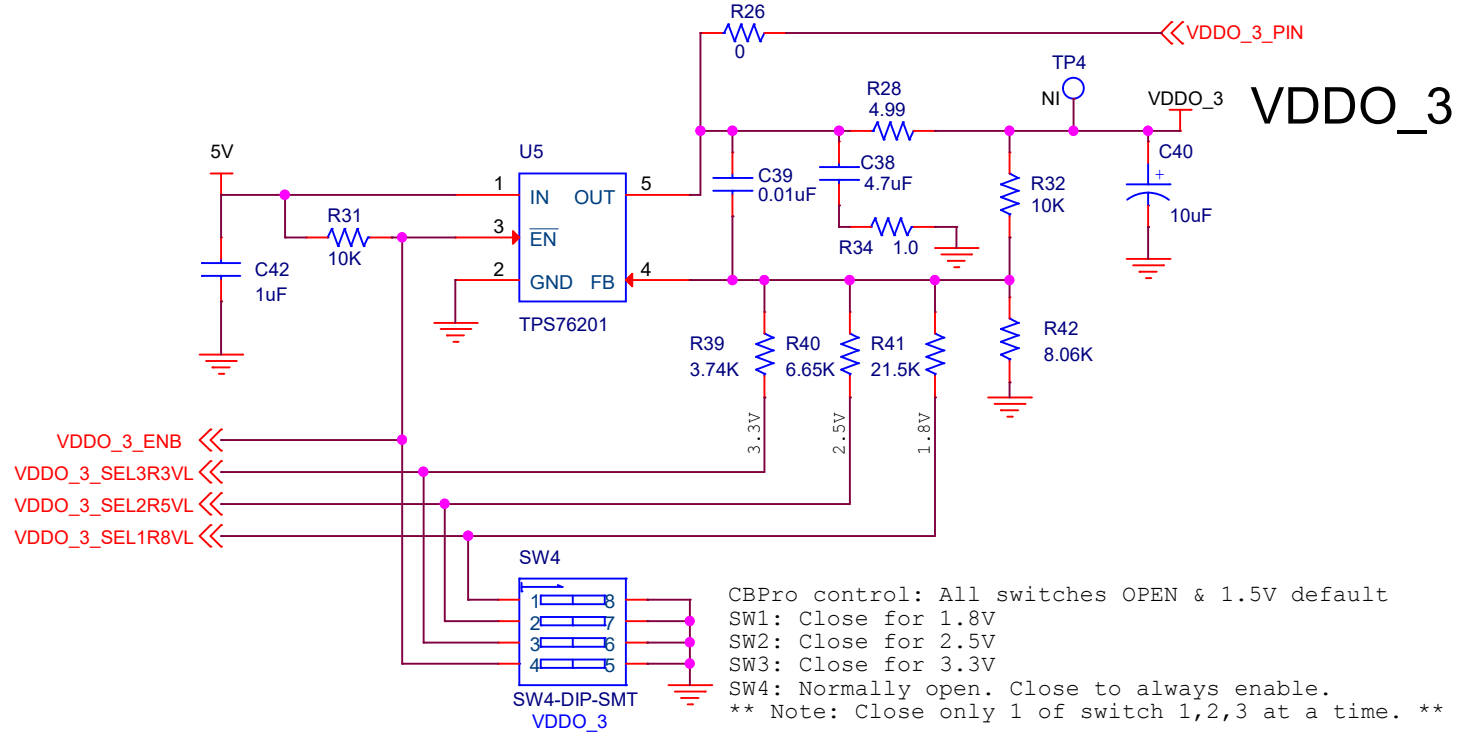 R26
0
VDDO_3_PIN
TP4
NI
VDDO_3
VDDO_3
R28
4.99
5V
U5
C39
0.01uF
C38
4.7uF
C40
+
10uF
1
IN
OUT
5
R32
10K
R31
10K
3
EN
R34
1.0
C42
1uF
2
GND
FB
4
TPS76201
R39
3.74K
R40
6.65K
R41
21.5K
R42
8.06K
3.3V
2.5V
1.8V
VDDO_3_ENB
VDDO_3_SEL3R3VL
VDDO_3_SEL2R5VL
VDDO_3_SEL1R8VL
SW4
1 8
2 7
3 6
4 5
SW4-DIP-SMT
VDDO_3
CBPro control: All switches OPEN & 1.5V default
SW1: Close for 1.8V
SW2: Close for 2.5V
SW3: Close for 3.3V
SW4: Normally open. Close to always enable.
** Note: Close only 1 of switch 1,2,3 at a time. **